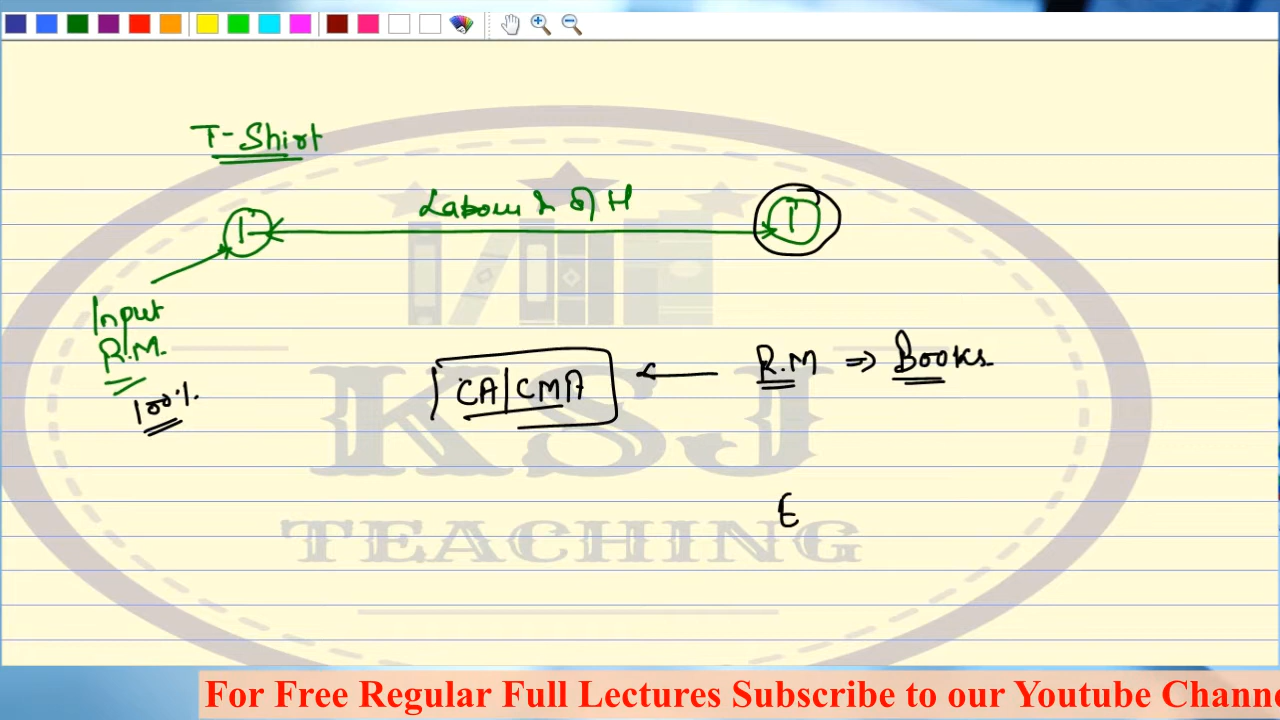 T-Shirt
Labour & O/H
1
1
Input
R.M.
100%
CA/CMA
R.M ⇒ Books
E
KSJ
TEACHING
For Free Regular Full Lectures Subscribe to our Youtube Channe